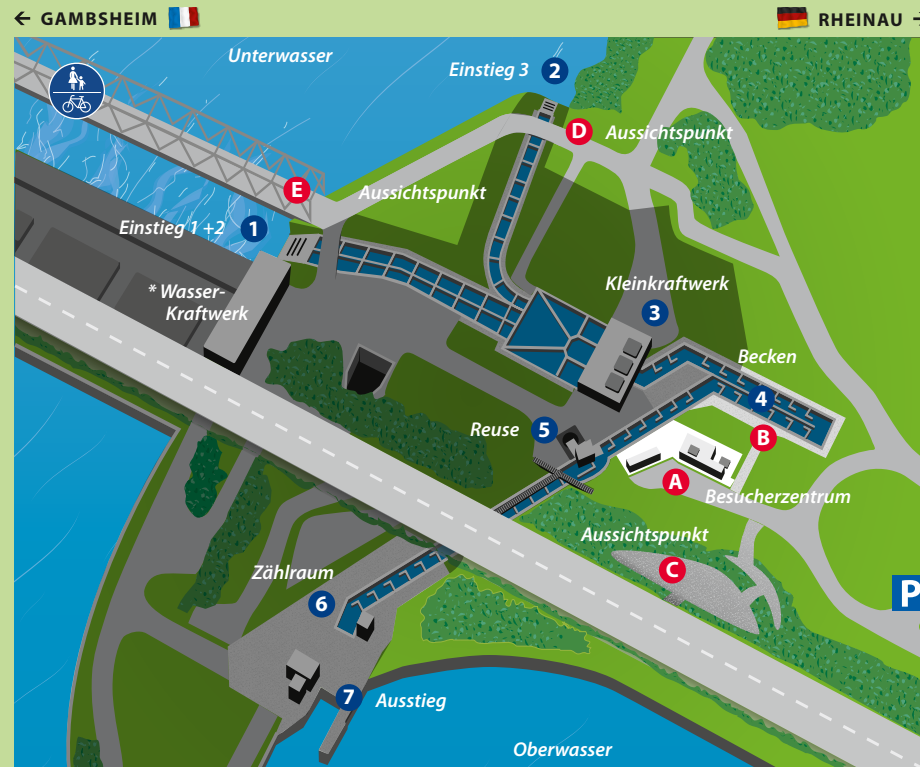 ← GAMBSHEIM
RHEINAU →
Unterwasser
Einstieg 3 2
D Aussichtspunkt
E Aussichtspunkt
Einstieg 1 +2 1
* Wasser-
Kraftwerk
Kleinkraftwerk
3
Becken
4
Reuse 5
B
A
Besucherzentrum
Aussichtspunkt
C
Zählraum
6
P
7 Ausstieg
Oberwasser